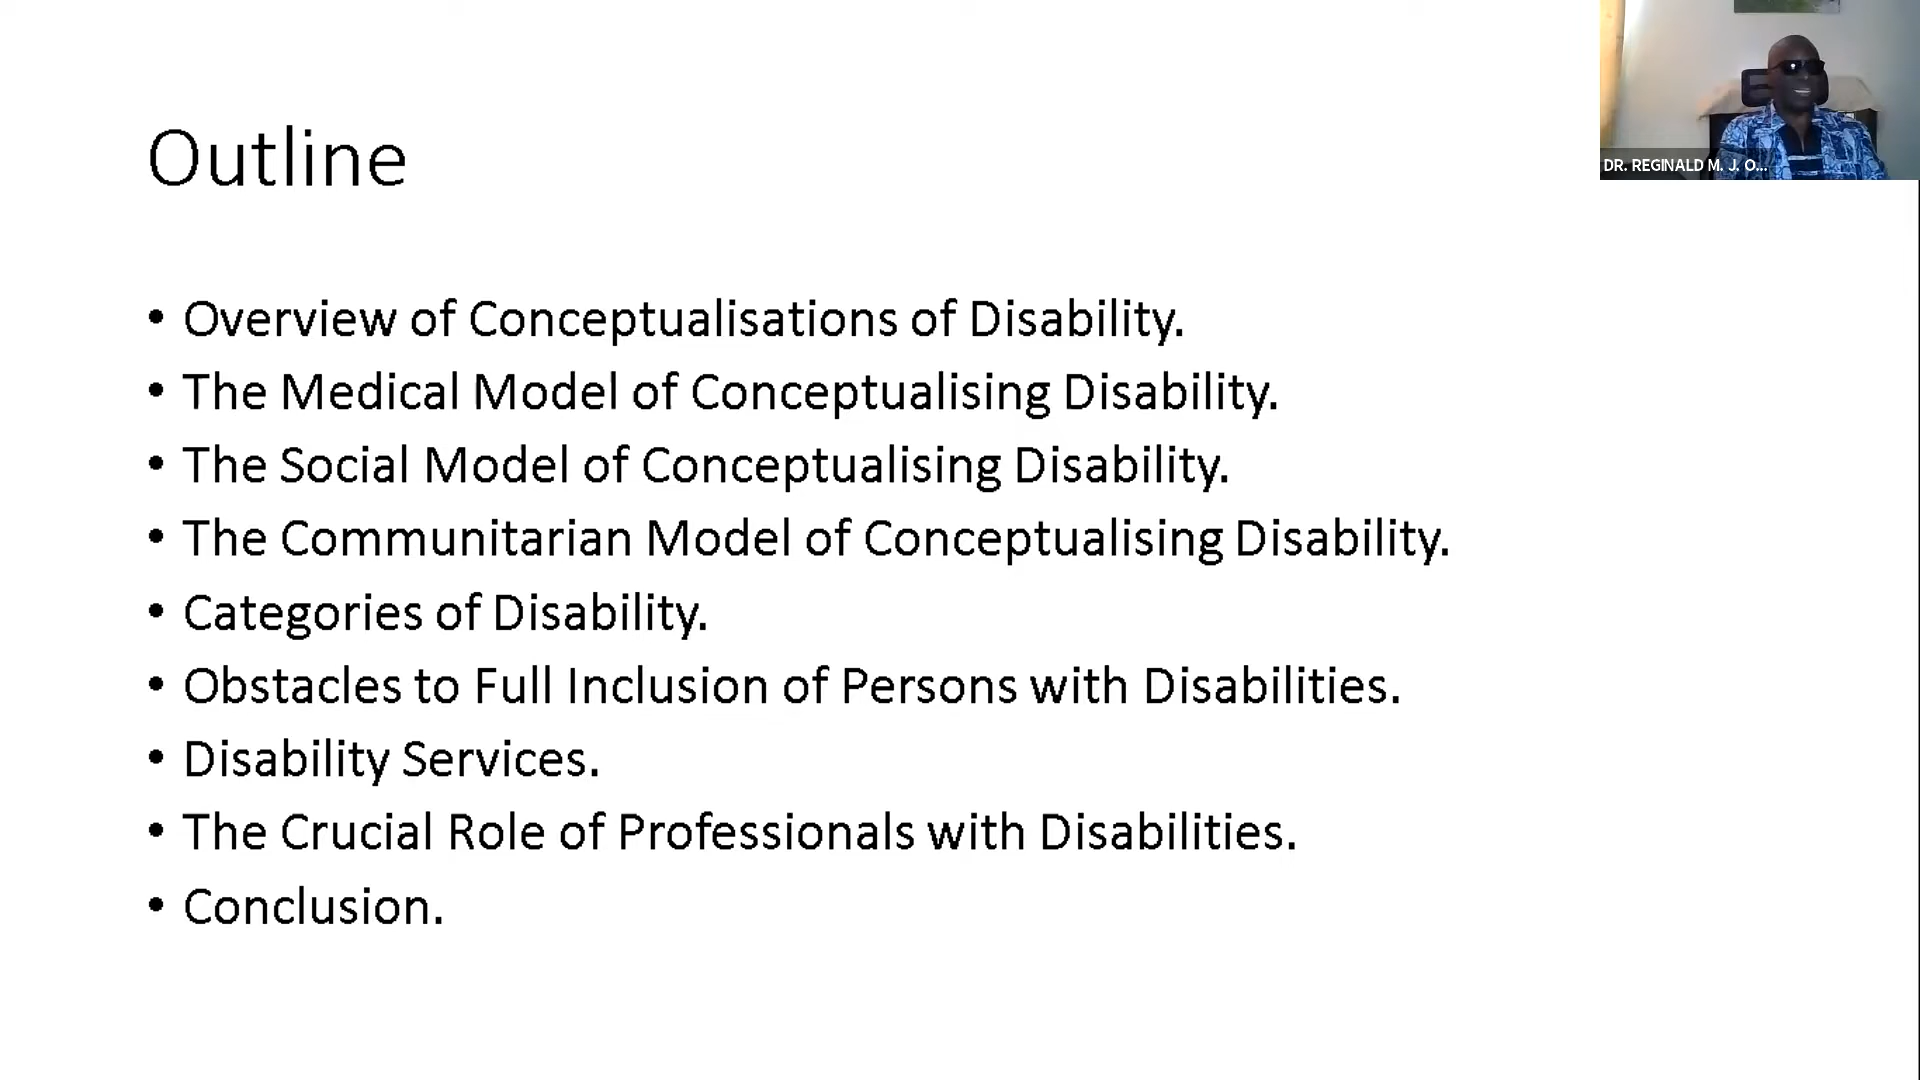 Outline
• Overview of Conceptualisations of Disability.
• The Medical Model of Conceptualising Disability.
• The Social Model of Conceptualising Disability.
• The Communitarian Model of Conceptualising Disability.
• Categories of Disability.
• Obstacles to Full Inclusion of Persons with Disabilities.
• Disability Services.
• The Crucial Role of Professionals with Disabilities.
• Conclusion.
DR. REGINALD M. J. O...